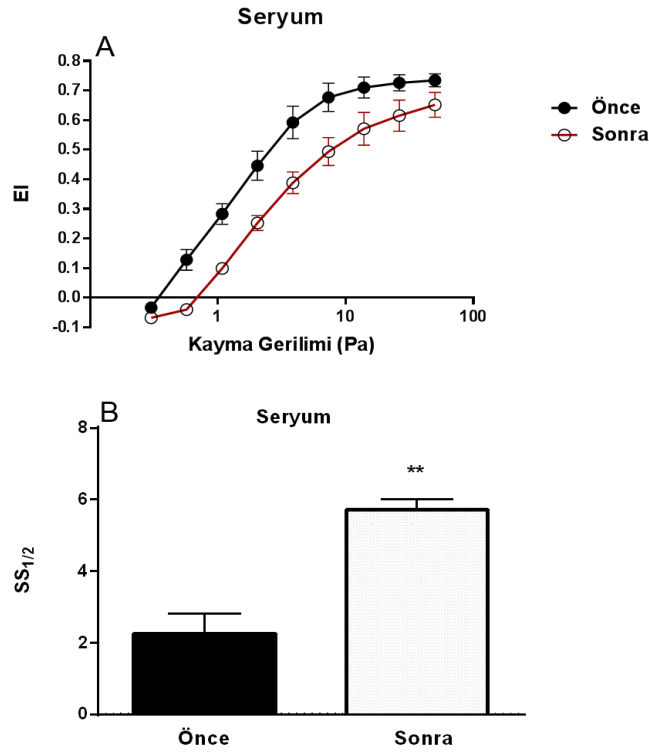 Seryum
A
0.8
0.7
0.6
0.5
0.4
0.3
0.2
0.1
0.0
-0.1
EI
1
10
100
Kayma Gerilimi (Pa)
Önce
Sonra
B
Seryum
8
6
4
2
0
SS1/2
**
Önce
Sonra